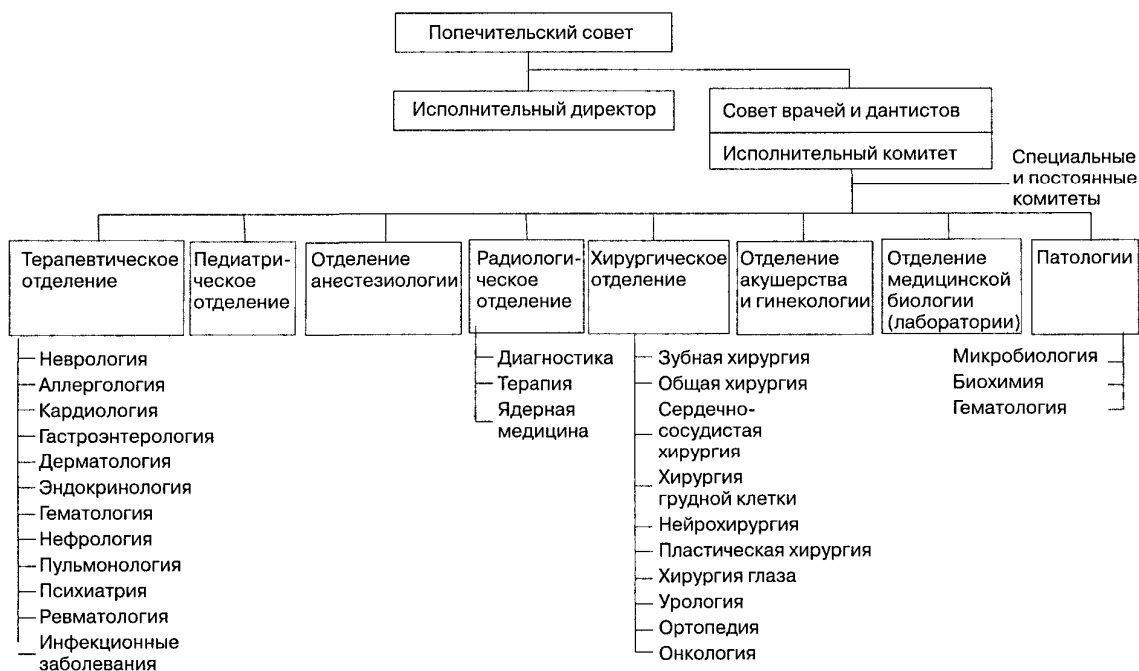 Попечительский совет
Исполнительный директор
Совет врачей и дантистов
Исполнительный комитет
Специальные
и постоянные
комитеты
Терапевтическое
отделение
Педиатри-
ческое
отделение
Отделение
анестезиологии
Радиологи-
ческое
отделение
Хирургическое
отделение
Отделение
акушерства
и гинекологии
Отделение
медицинской
биологии
(лаборатории)
Патологии
Неврология
Аллергология
Кардиология
Гастроэнтерология
Дерматология
Эндокринология
Гематология
Нефрология
Пульмонология
Психиатрия
Ревматология
Инфекционные
заболевания
Диагностика
Терапия
Ядерная
медицина
Зубная хирургия
Общая хирургия
Сердечно-
сосудистая
хирургия
Хирургия
грудной клетки
Нейрохирургия
Пластическая хирургия
Хирургия глаза
Урология
Ортопедия
Онкология
Микробиология
Биохимия
Гематология